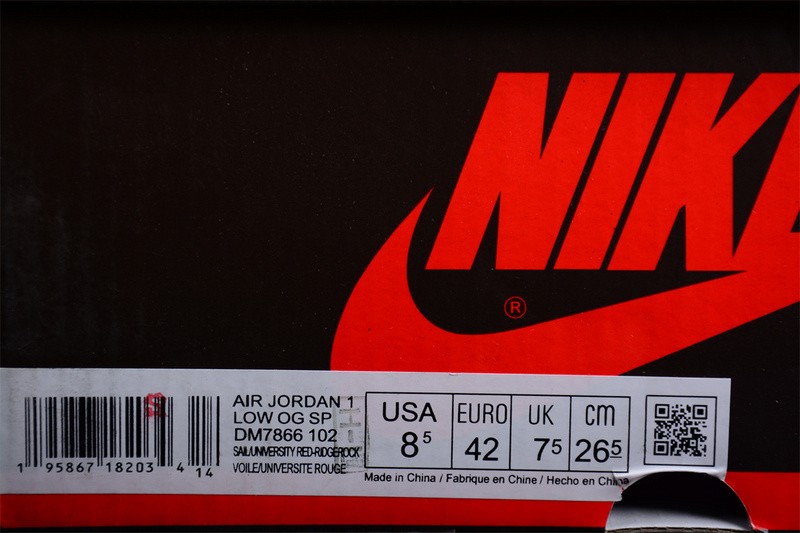 NIKE
®
AIR JORDAN 1
LOW OG SP
DM7866 102
SAIL/UNIVERSITY RED-RIDGEROCK
VOILE/UNIVERSITE ROUGE
1 95867 18203 4 14
USA EURO UK cm
8⁵ 42 7⁵ 26⁵
Made in China / Fabrique en Chine / Hecho en China